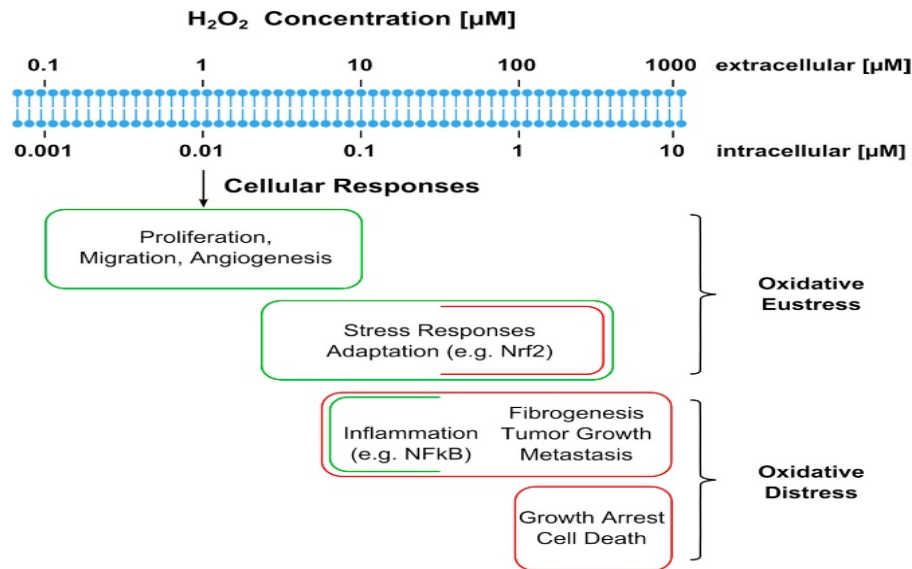 H₂O₂ Concentration [µM]
0.1 1 10 100 1000 extracellular [µM]
0.001 0.01 0.1 1 10 intracellular [µM]
Cellular Responses
Proliferation,
Migration, Angiogenesis
Oxidative
Eustress
Stress Responses
Adaptation (e.g. Nrf2)
Inflammation
(e.g. NFkB)
Fibrogenesis
Tumor Growth
Metastasis
Oxidative
Distress
Growth Arrest
Cell Death